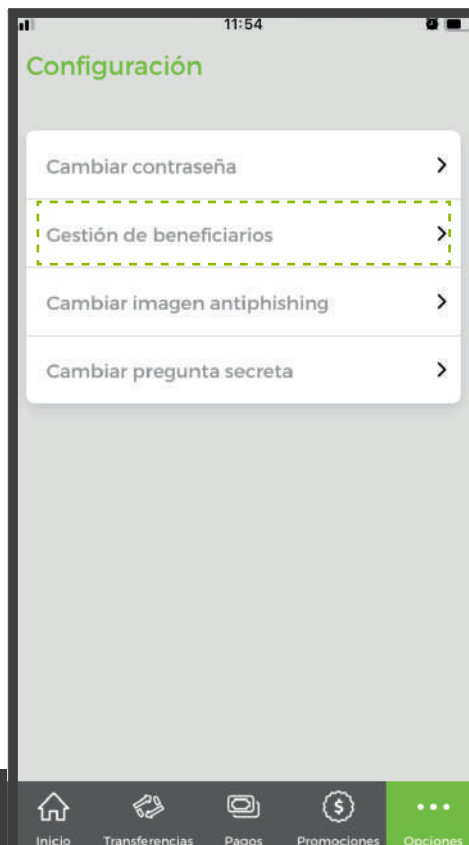 11:54
Configuración
Cambiar contraseña
Gestión de beneficiarios
Cambiar imagen antiphishing
Cambiar pregunta secreta
Inicio Transferencias Pagos Promociones Opciones